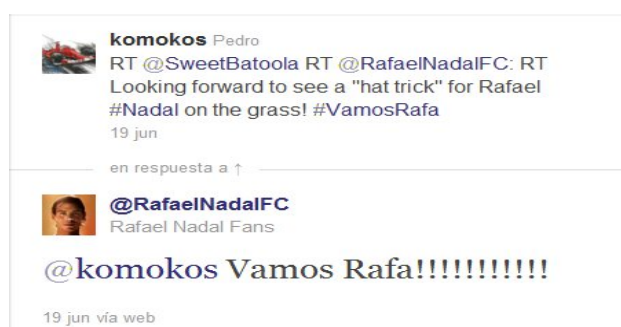 komokos Pedro
RT @SweetBatoola RT @RafaelNadalFC: RT
Looking forward to see a "hat trick" for Rafael
#Nadal on the grass! #VamosRafa
19 jun
en respuesta a ↑
@RafaelNadalFC
Rafael Nadal Fans
@komokos Vamos Rafa!!!!!!!!!!!
19 jun vía web